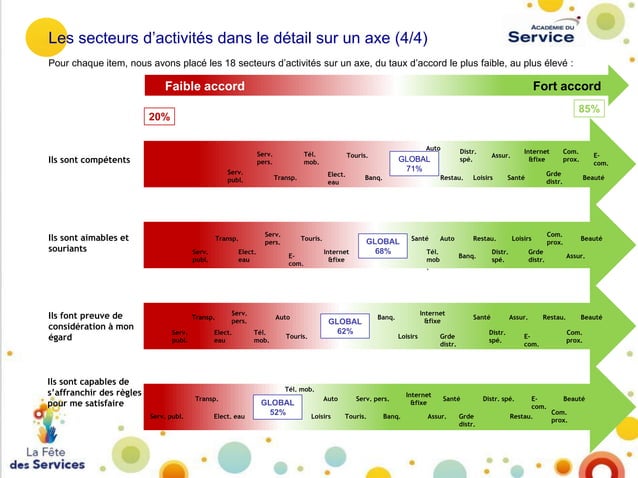 Les secteurs d'activités dans le détail sur un axe (4/4)
ACADÉMIE DU
Service
Pour chaque item, nous avons placé les 18 secteurs d'activités sur un axe, du taux d'accord le plus faible, au plus élevé :
Faible accord
Fort accord
20%
85%
Ils sont compétents
Serv.
pers.
Tél.
mob.
Touris.
GLOBAL
71%
Auto
Distr.
spé.
Assur.
Internet
&fixe
Com.
prox.
E-
com.
Serv.
publ.
Transp.
Elect.
eau
Banq.
Restau.
Loisirs
Santé
Grde
distr.
Beauté
Ils sont aimables et
souriants
Transp.
Serv.
pers.
Touris.
GLOBAL
68%
Santé
Auto
Restau.
Loisirs
Com.
prox.
Beauté
Serv.
publ.
Elect.
eau
E-
com.
Internet
&fixe
Tél.
mob
.
Banq.
Distr.
spé.
Grde
distr.
Assur.
Ils font preuve de
considération à mon
égard
Transp.
Serv.
pers.
Auto
GLOBAL
62%
Banq.
Internet
&fixe
Santé
Assur.
Restau.
Beauté
Serv.
publ.
Elect.
eau
Tél.
mob.
Touris.
Loisirs
Grde
distr.
Distr.
spé.
E-
com.
Com.
prox.
Ils sont capables de
s'affranchir des règles
pour me satisfaire
Transp.
GLOBAL
52%
Tél. mob.
Auto
Serv. pers.
Internet
&fixe
Santé
Distr. spé.
E-
com.
Beauté
Serv. publ.
Elect. eau
Loisirs
Touris.
Banq.
Assur.
Grde
distr.
Restau.
Com.
prox.
La Fête
des Services